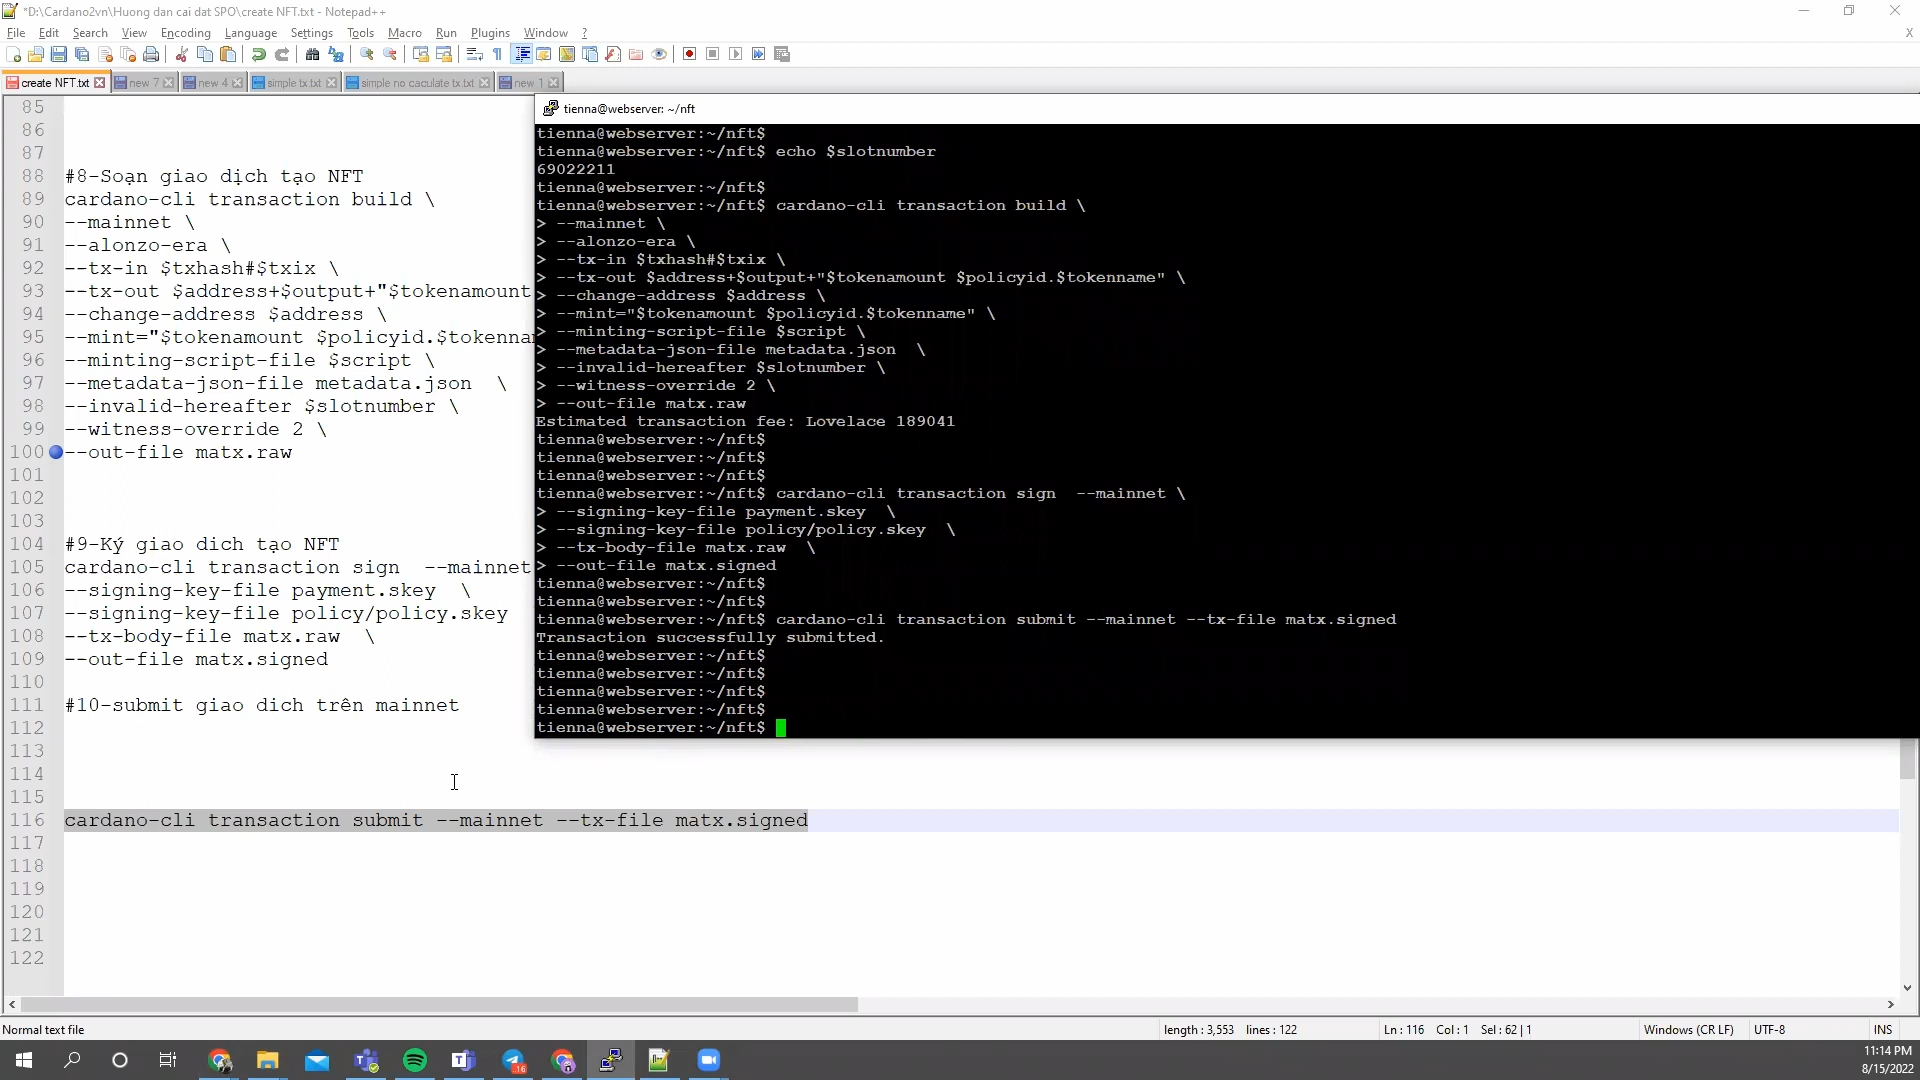 *D:\Cardano2vn\Huong dan cai dat SPO\create NFT.txt - Notepad++
File Edit Search View Encoding Language Settings Tools Macro Run Plugins Window ? X
create NFT.txt new 7 new 4 simple tx.txt simple no caculate tx.txt new 1
85
86
87
88 #8-Soạn giao dịch tạo NFT
89 cardano-cli transaction build \
90 --mainnet \
91 --alonzo-era \
92 --tx-in $txhash#$txix \
93 --tx-out $address+$output+"$tokenamount
94 --change-address $address \
95 --mint="$tokenamount $policyid.$tokenna
96 --minting-script-file $script \
97 --metadata-json-file metadata.json \
98 --invalid-hereafter $slotnumber \
99 --witness-override 2 \
100 --out-file matx.raw
101
102
103
104 #9-Ký giao dich tạo NFT
105 cardano-cli transaction sign --mainnet
106 --signing-key-file payment.skey \
107 --signing-key-file policy/policy.skey
108 --tx-body-file matx.raw \
109 --out-file matx.signed
110
111 #10-submit giao dich trên mainnet
112
113
114
115
116 cardano-cli transaction submit --mainnet --tx-file matx.signed
117
118
119
120
121
122
tienna@webserver: ~/nft
tienna@webserver:~/nft$
tienna@webserver:~/nft$ echo $slotnumber
69022211
tienna@webserver:~/nft$
tienna@webserver:~/nft$ cardano-cli transaction build \
> --mainnet \
> --alonzo-era \
> --tx-in $txhash#$txix \
> --tx-out $address+$output+"$tokenamount $policyid.$tokenname" \
> --change-address $address \
> --mint="$tokenamount $policyid.$tokenname" \
> --minting-script-file $script \
> --metadata-json-file metadata.json \
> --invalid-hereafter $slotnumber \
> --witness-override 2 \
> --out-file matx.raw
Estimated transaction fee: Lovelace 189041
tienna@webserver:~/nft$
tienna@webserver:~/nft$
tienna@webserver:~/nft$
tienna@webserver:~/nft$ cardano-cli transaction sign --mainnet \
> --signing-key-file payment.skey \
> --signing-key-file policy/policy.skey \
> --tx-body-file matx.raw \
> --out-file matx.signed
tienna@webserver:~/nft$
tienna@webserver:~/nft$
tienna@webserver:~/nft$ cardano-cli transaction submit --mainnet --tx-file matx.signed
Transaction successfully submitted.
tienna@webserver:~/nft$
tienna@webserver:~/nft$
tienna@webserver:~/nft$
tienna@webserver:~/nft$
tienna@webserver:~/nft$
Normal text file length : 3,553 lines : 122 Ln : 116 Col : 1 Sel : 62 | 1 Windows (CR LF) UTF-8 INS
16
11:14 PM
8/15/2022